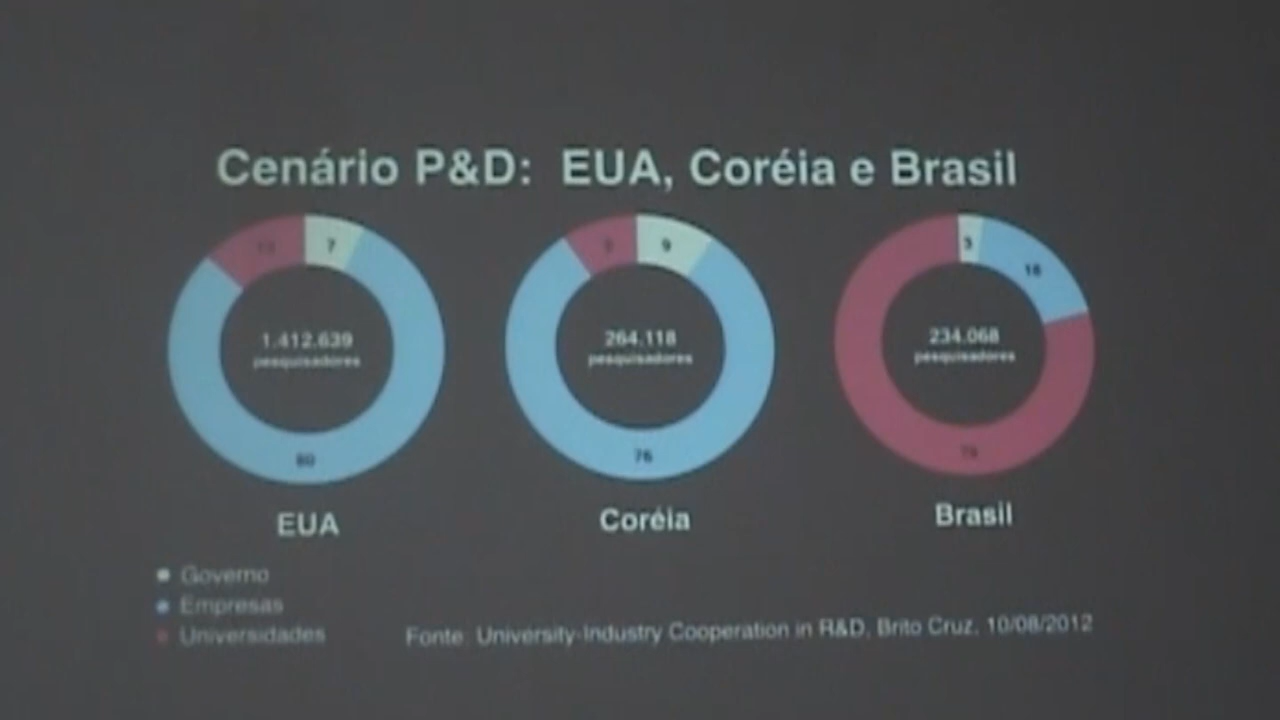 Cenário P&D: EUA, Coréia e Brasil
7
1.412.639
pesquisadores
80
EUA
9
264.118
pesquisadores
76
Coréia
3
18
234.068
pesquisadores
Brasil
Governo
Empresas
Universidades
Fonte: University-Industry Cooperation in R&D, Brito Cruz, 10/08/2012